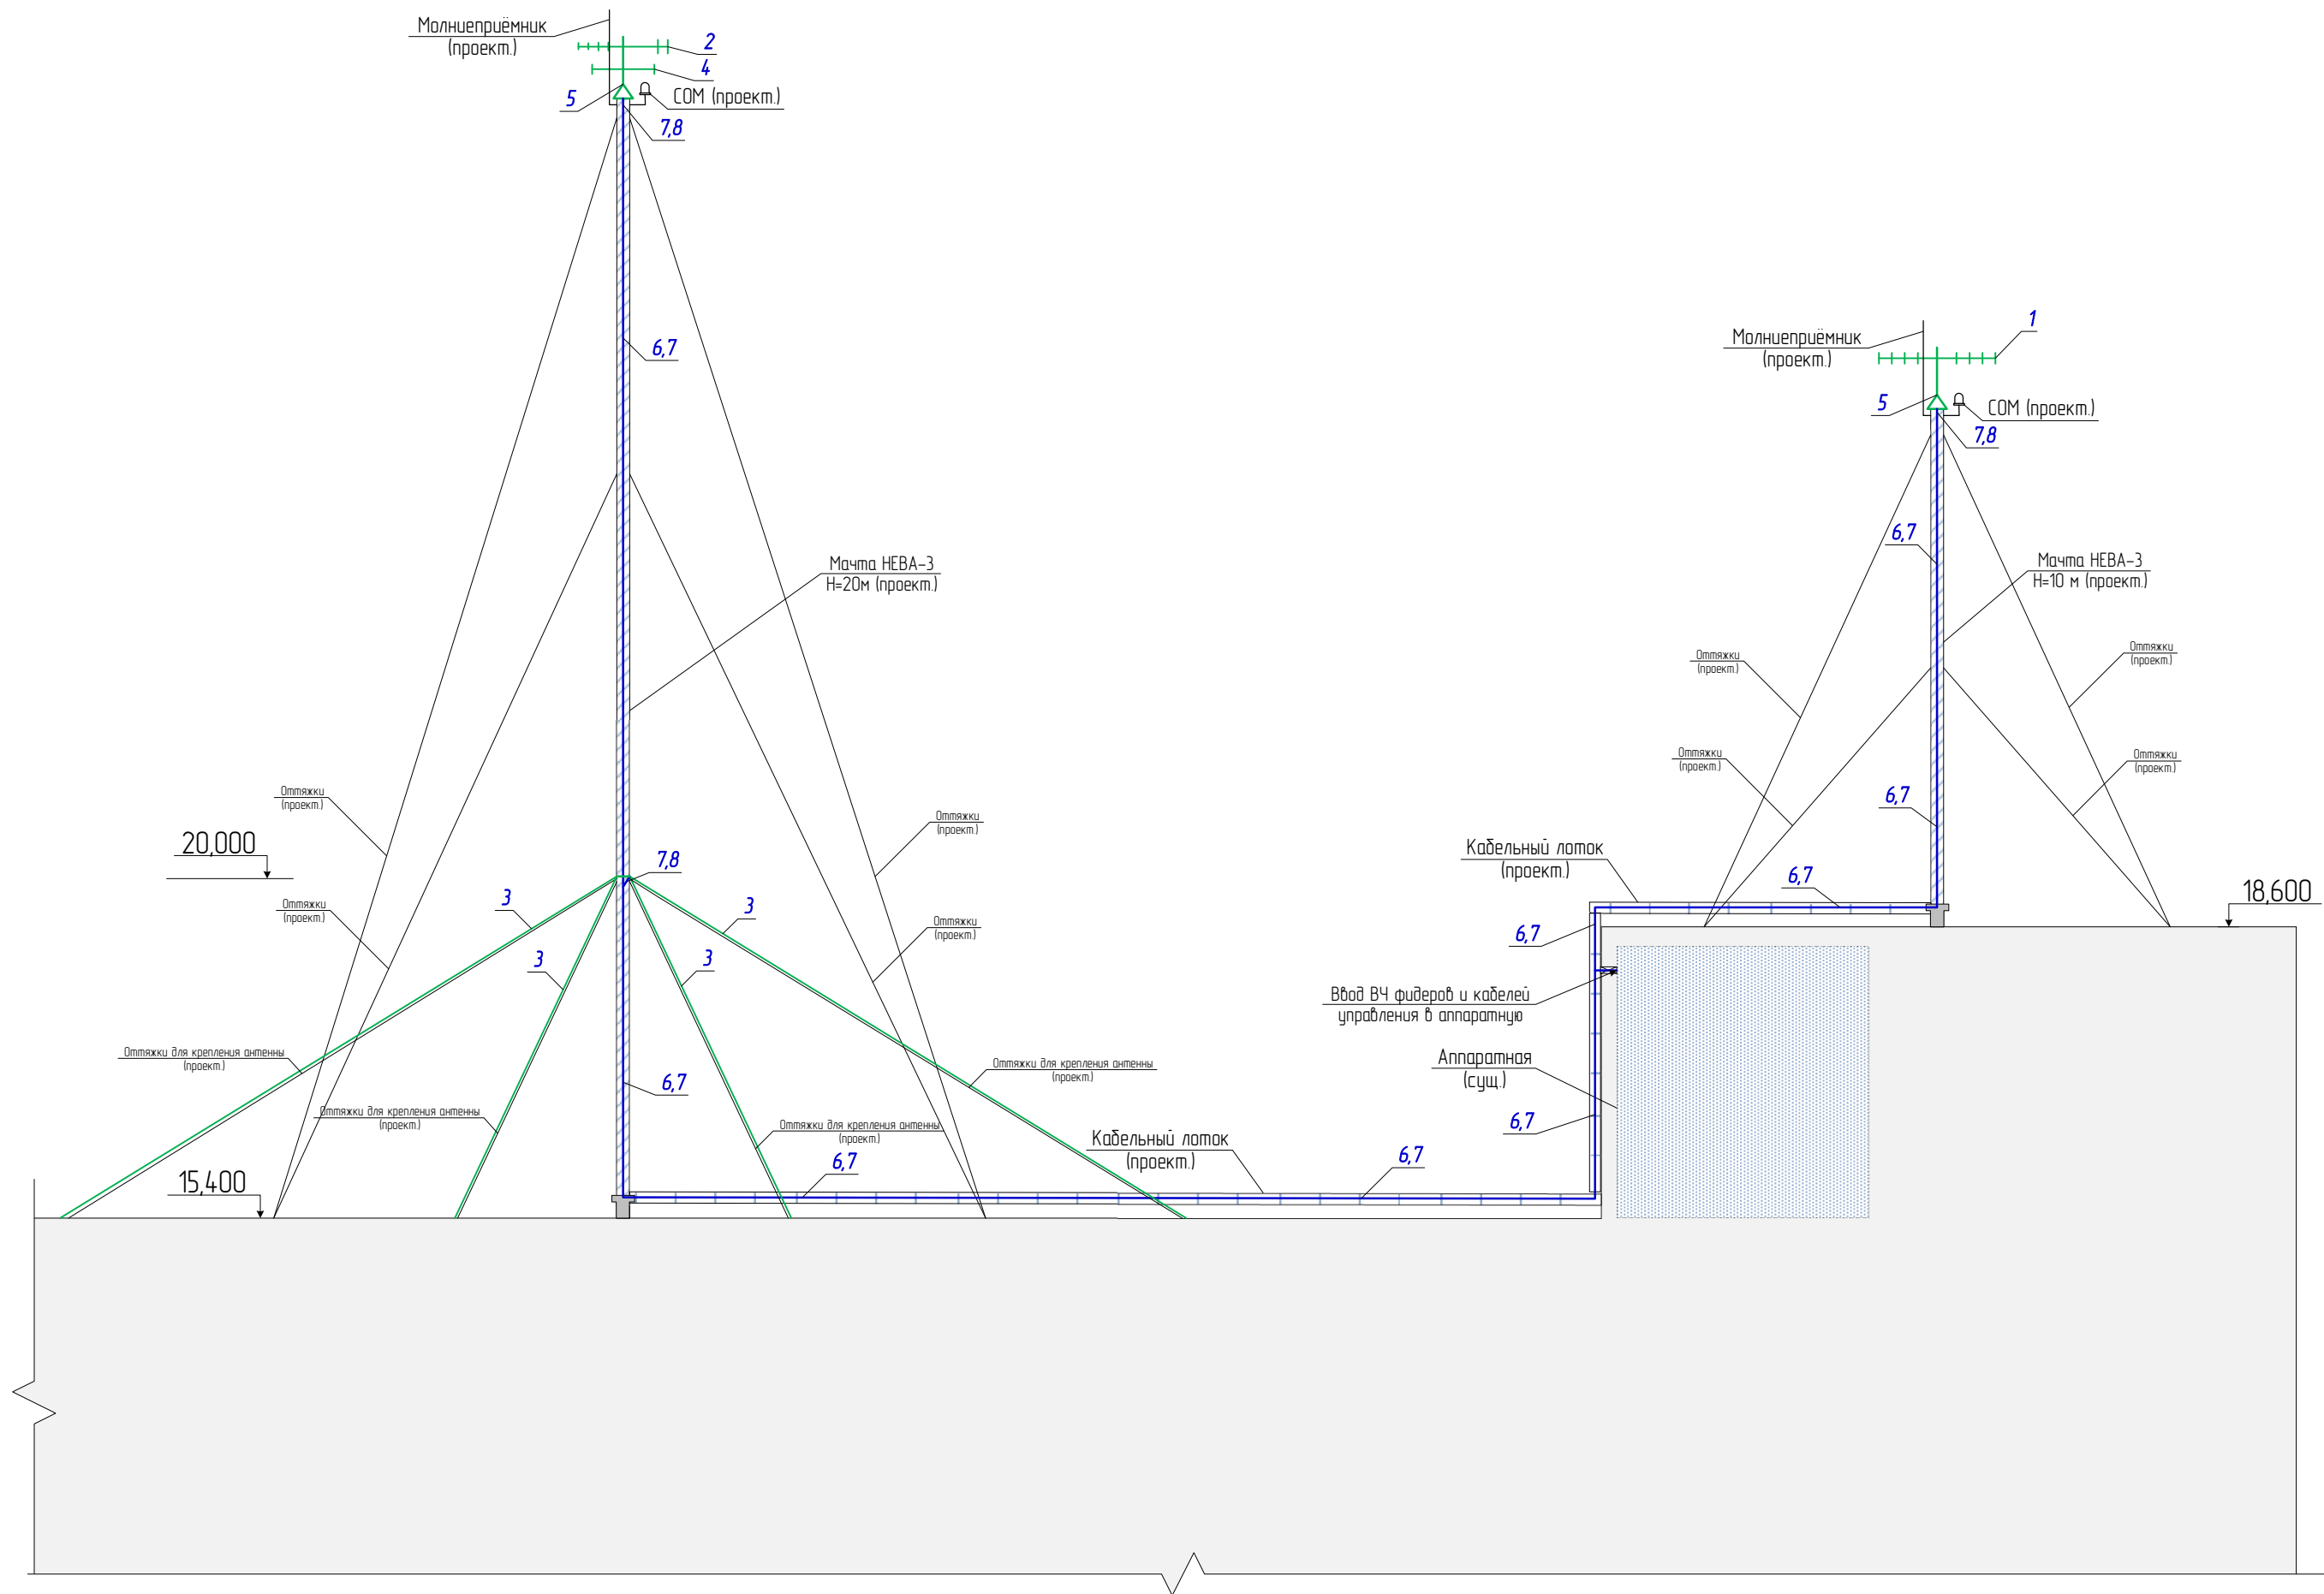 Молниеприёмник
(проект.)
2
4
5
СОМ (проект.)
7,8
6,7
Мачта НЕВА-3
Н=20м (проект.)
Оттяжки
(проект.)
Оттяжки
(проект.)
20,000
7,8
Оттяжки
(проект.)
Оттяжки
(проект.)
3
3
3
3
Оттяжки для крепления антенны
(проект.)
Оттяжки для крепления антенны
(проект.)
6,7
Оттяжки для крепления антенны
(проект.)
Оттяжки для крепления антенны
(проект.)
15,400
6,7
Кабельный лоток
(проект.)
6,7
Молниеприёмник
(проект.)
1
5
СОМ (проект.)
7,8
6,7
Мачта НЕВА-3
Н=10 м (проект.)
Оттяжки
(проект.)
Оттяжки
(проект.)
Оттяжки
(проект.)
Оттяжки
(проект.)
6,7
Кабельный лоток
(проект.)
6,7
18,600
6,7
Ввод ВЧ фидеров и кабелей
управления в аппаратную
Аппаратная
(сущ.)
6,7